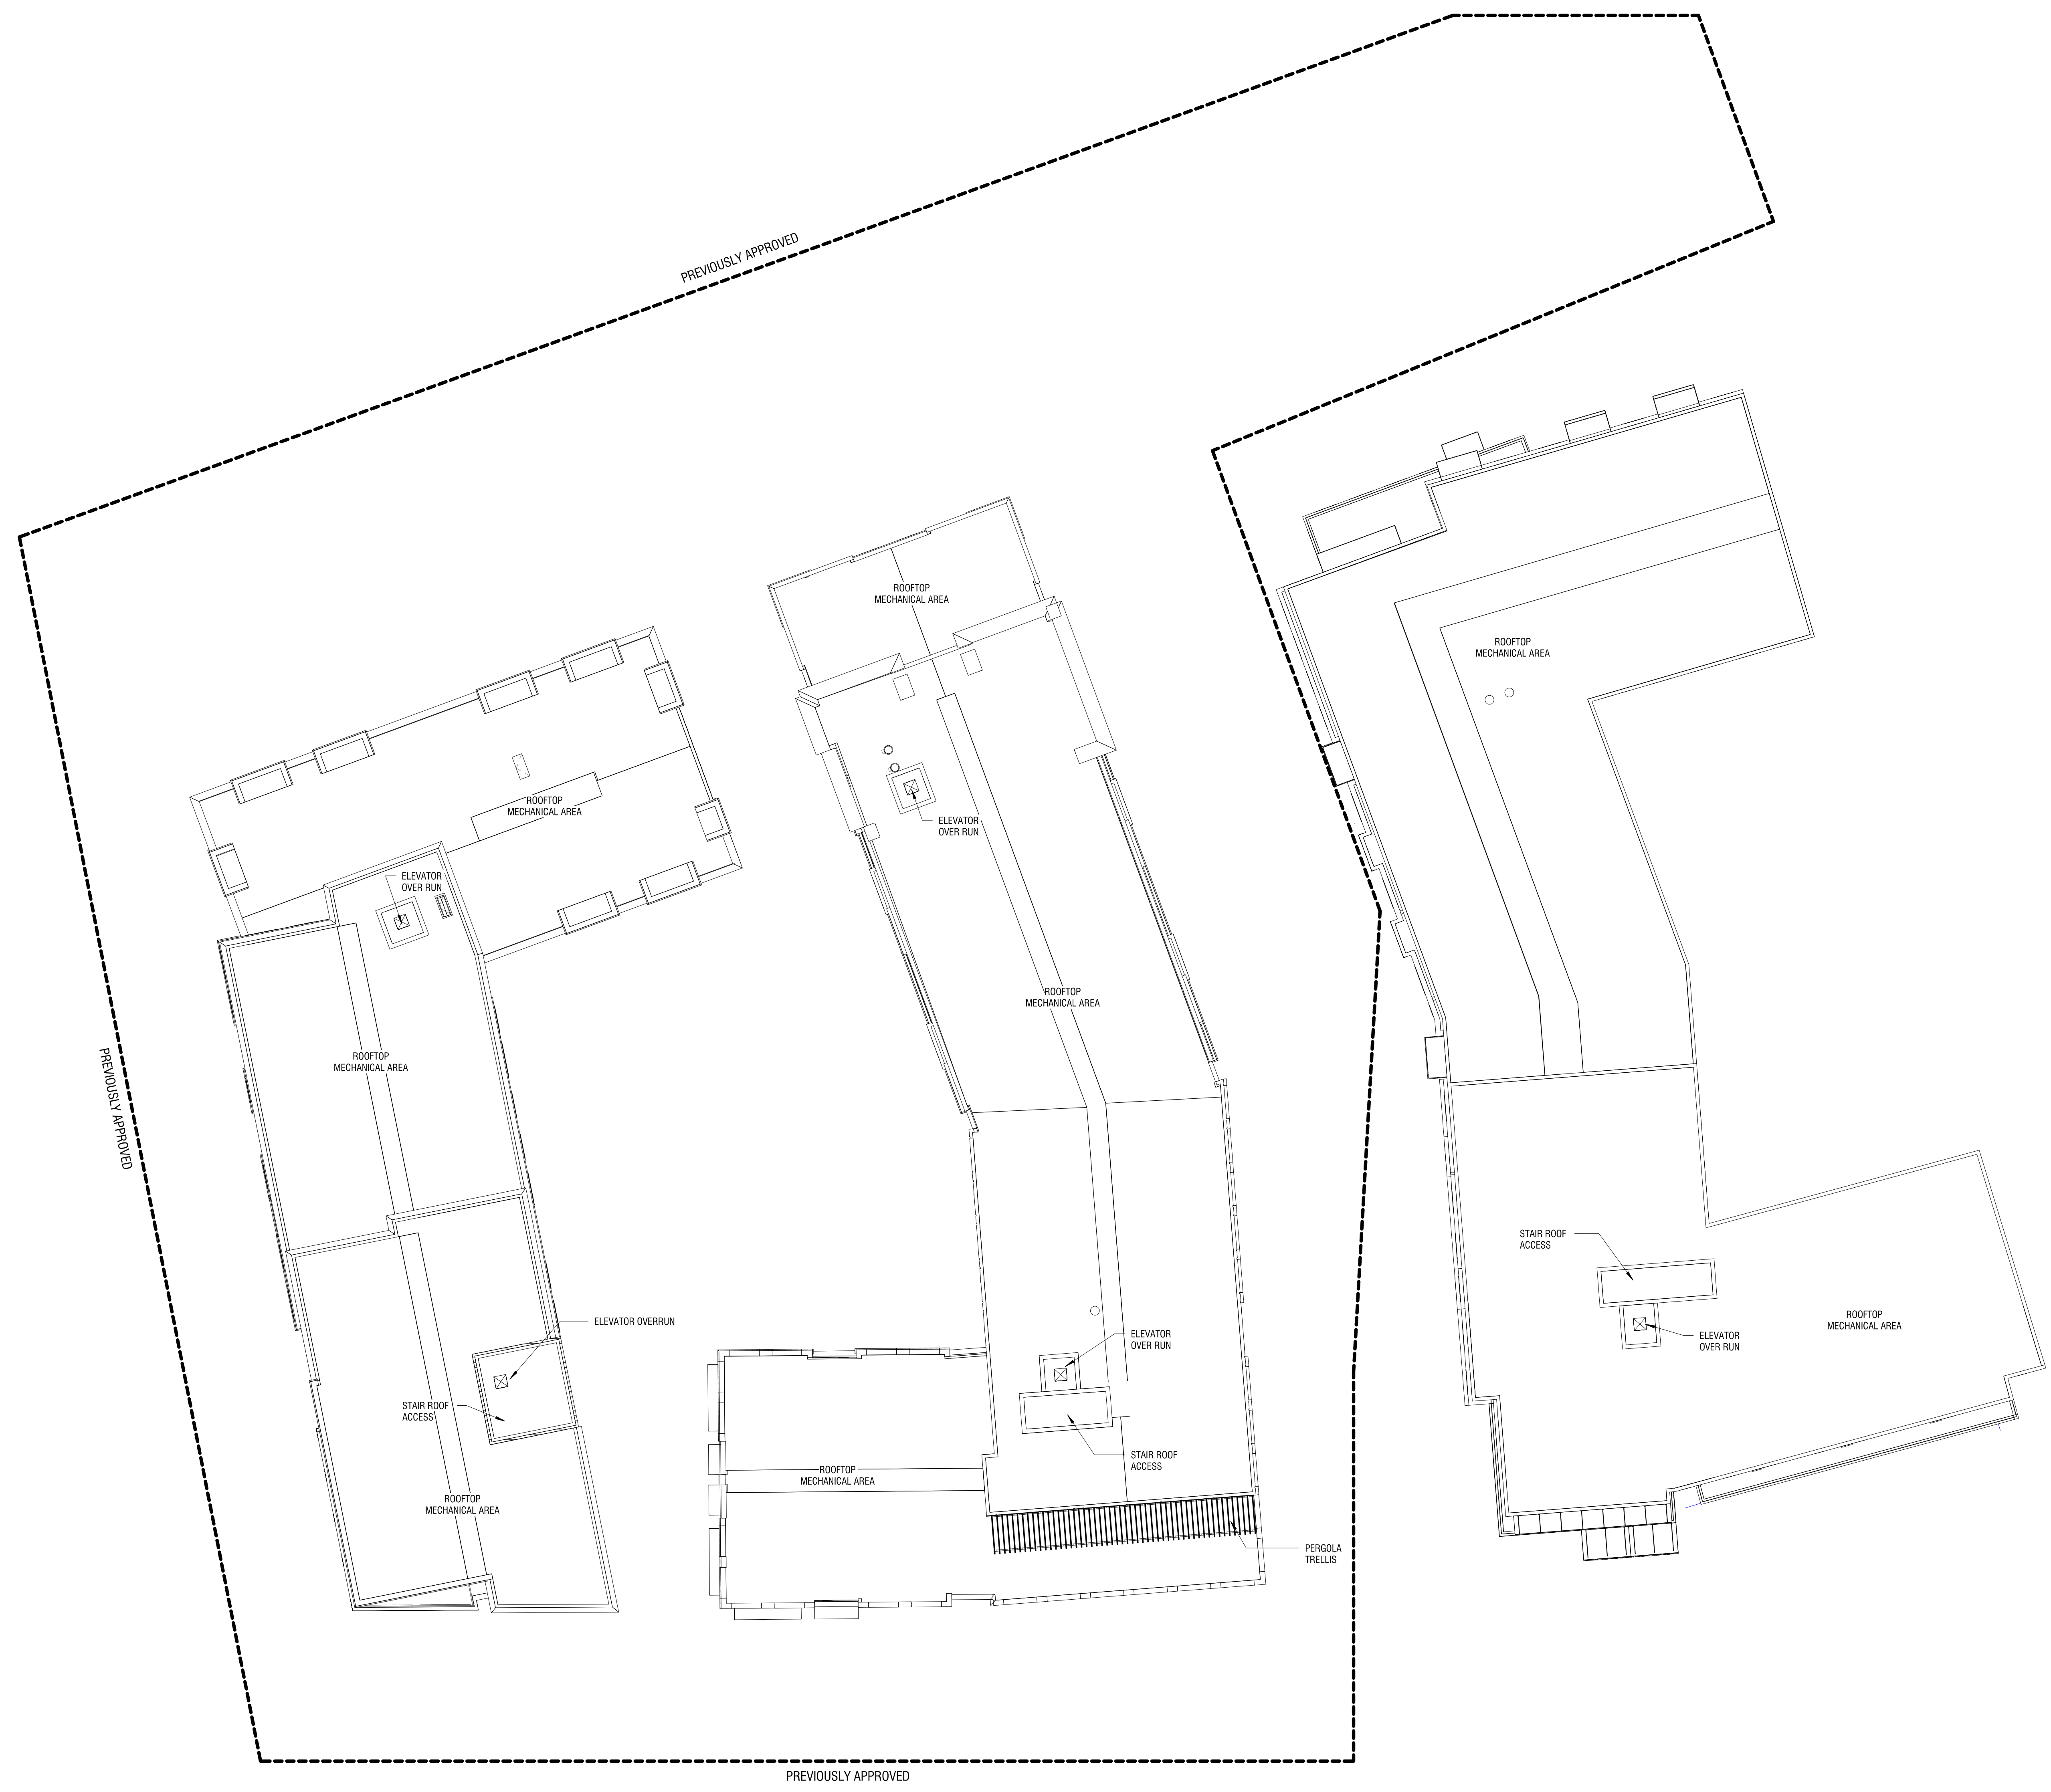 PREVIOUSLY APPROVED
ROOFTOP
MECHANICAL AREA
ROOFTOP
MECHANICAL AREA
ROOFTOP
MECHANICAL AREA
ELEVATOR
OVER RUN
ELEVATOR
OVER RUN
ROOFTOP
MECHANICAL AREA
ROOFTOP
MECHANICAL AREA
PREVIOUSLY APPROVED
STAIR ROOF
ACCESS
ELEVATOR OVERRUN
ELEVATOR
OVER RUN
ELEVATOR
OVER RUN
ROOFTOP
MECHANICAL AREA
STAIR ROOF
ACCESS
STAIR ROOF
ACCESS
ROOFTOP
MECHANICAL AREA
ROOFTOP
MECHANICAL AREA
PERGOLA
TRELLIS
PREVIOUSLY APPROVED